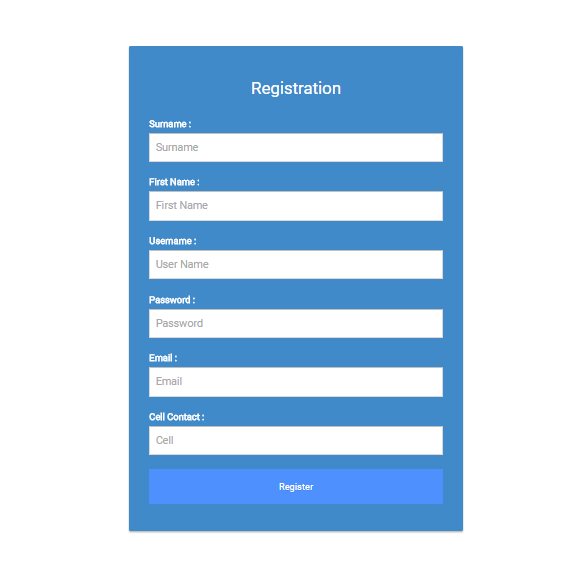 Registration
Surname :
Surname
First Name :
First Name
Username :
User Name
Password :
Password
Email :
Email
Cell Contact :
Cell
Register